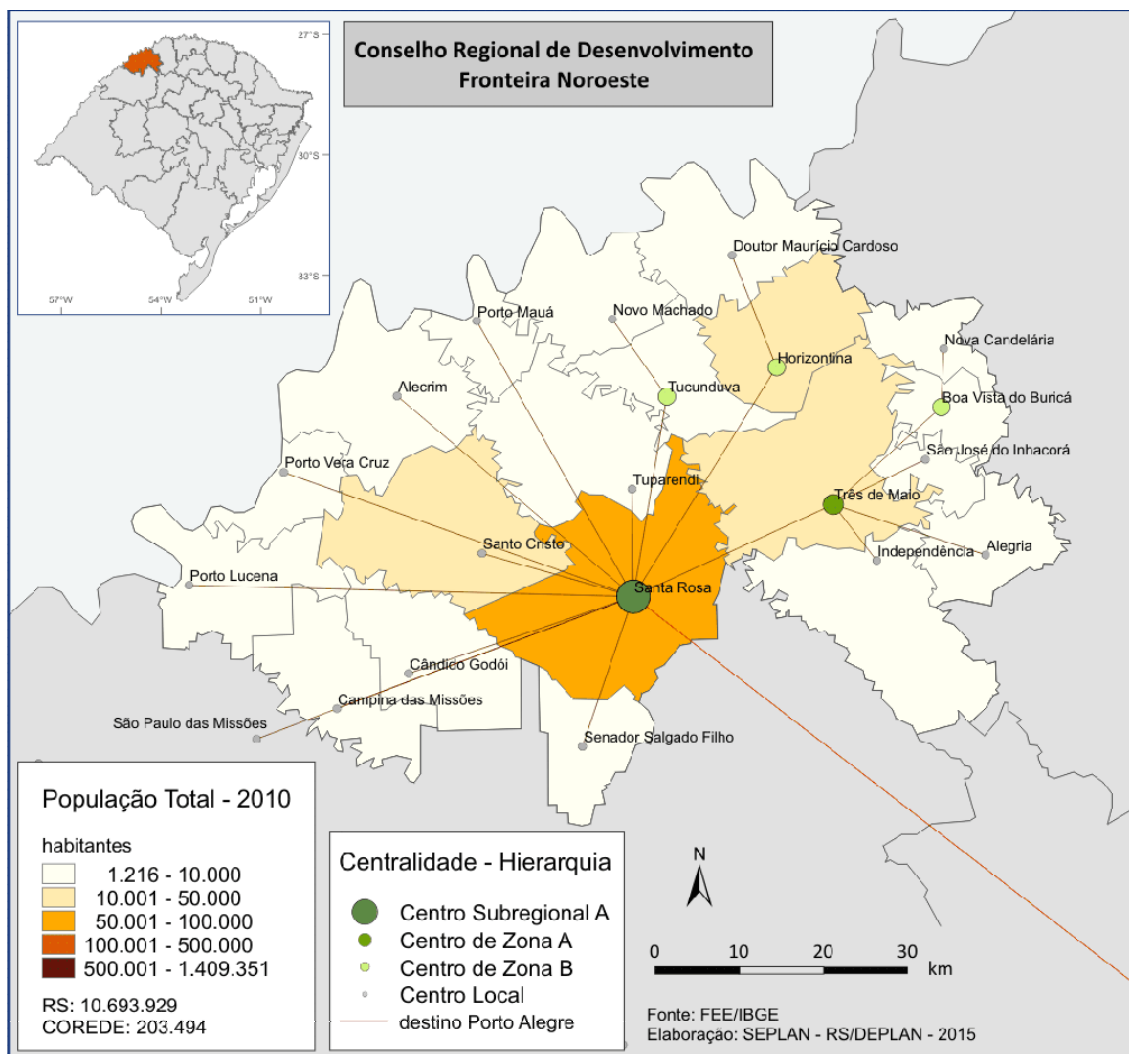 Conselho Regional de Desenvolvimento
Fronteira Noroeste
27°S
30°S
33°S
57°W
54°W
51°W
Doutor Maurício Cardoso
Porto Mauá
Novo Machado
Nova Candelária
Horizontina
Alecrim
Tucunduva
Boa Vista do Buricá
São José do Inhacorá
Porto Vera Cruz
Tuparendi
Três de Maio
Santo Cristo
Independência
Alegria
Porto Lucena
Santa Rosa
Cândico Godói
Campina das Missões
São Paulo das Missões
Senador Salgado Filho
População Total - 2010
habitantes
1.216 - 10.000
10.001 - 50.000
50.001 - 100.000
100.001 - 500.000
500.001 - 1.409.351
RS: 10.693.929
COREDE: 203.494
Centralidade - Hierarquia
Centro Subregional A
Centro de Zona A
Centro de Zona B
Centro Local
destino Porto Alegre
N
0 10 20 30
km
Fonte: FEE/IBGE
Elaboração: SEPLAN - RS/DEPLAN - 2015